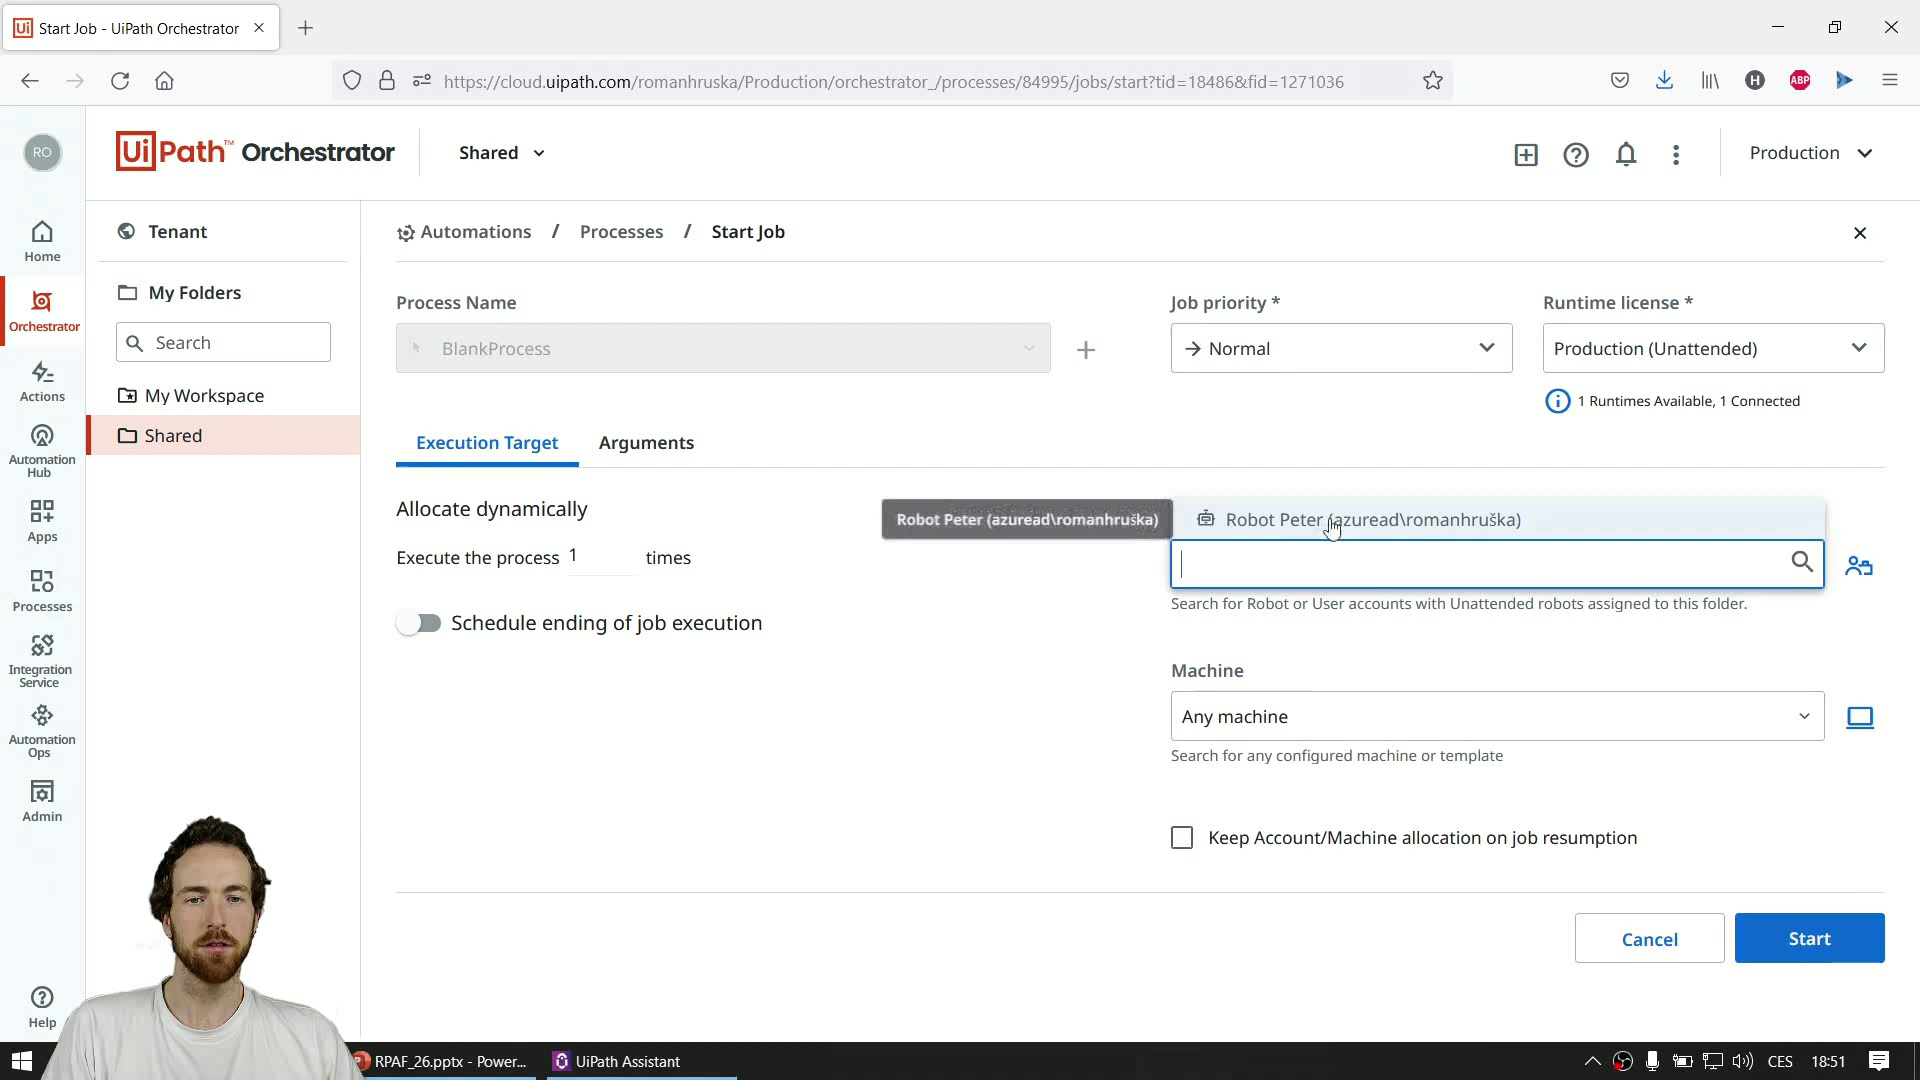 Start Job - UiPath Orchestrator
https://cloud.uipath.com/romanhruska/Production/orchestrator_/processes/84995/jobs/start?tid=18486&fid=1271036
H
ABP
RO
UiPath™ Orchestrator
Shared
Production
Home
Orchestrator
Actions
Automation
Hub
Apps
Processes
Integration
Service
Automation
Ops
Admin
Help
Tenant
My Folders
Search
My Workspace
Shared
Automations / Processes / Start Job
Process Name
BlankProcess
Job priority *
Normal
Runtime license *
Production (Unattended)
1 Runtimes Available, 1 Connected
Execution Target
Arguments
Allocate dynamically
Execute the process 1 times
Schedule ending of job execution
Robot Peter (azuread\romanhruška)
Robot Peter (azuread\romanhruška)
Search for Robot or User accounts with Unattended robots assigned to this folder.
Machine
Any machine
Search for any configured machine or template
Keep Account/Machine allocation on job resumption
Cancel
Start
RPAF_26.pptx - Power...
UiPath Assistant
CES
18:51